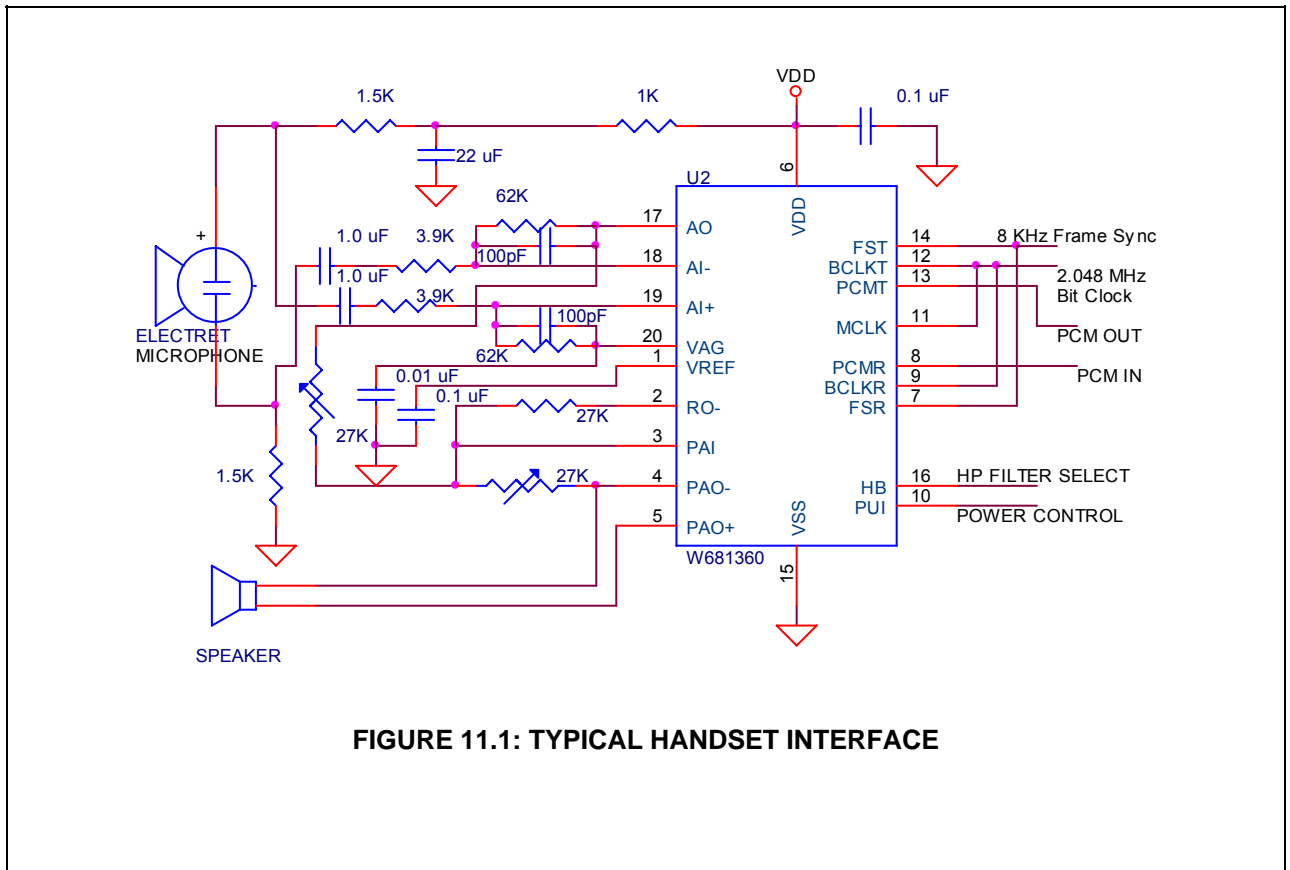 VDD
1.5K
1K
0.1 uF
22 uF
6
U2
62K
VDD
17
AO
14
FST
8 KHz Frame Sync
+
1.0 uF
3.9K
100pF
18
AI-
12
BCLKT
13
PCMT
2.048 MHz
Bit Clock
1.0 uF
3.9K
19
AI+
11
MCLK
100pF
PCM OUT
ELECTRET
MICROPHONE
62K
20
VAG
1
VREF
8
PCMR
PCM IN
9
BCLKR
0.01 uF
0.1 uF
2
RO-
7
FSR
27K
27K
3
PAI
1.5K
27K
4
PAO-
16
HB
HP FILTER SELECT
10
PUI
POWER CONTROL
5
PAO+
VSS
W681360
15
SPEAKER
FIGURE 11.1: TYPICAL HANDSET INTERFACE